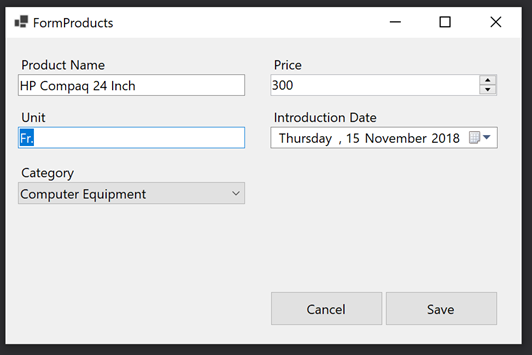 FormProducts
Product Name
HP Compaq 24 Inch
Price
300
Unit
Fr.
Introduction Date
Thursday , 15 November 2018
Category
Computer Equipment
Cancel
Save